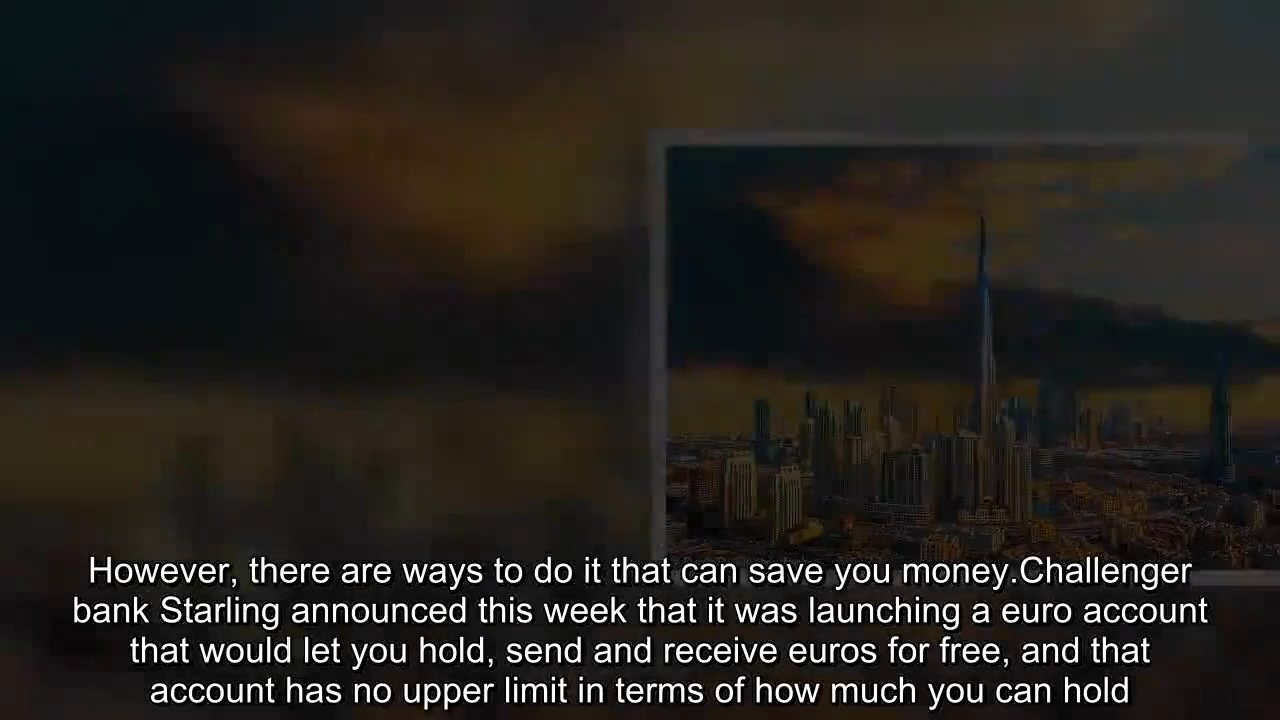 However, there are ways to do it that can save you money.Challenger
bank Starling announced this week that it was launching a euro account
that would let you hold, send and receive euros for free, and that
account has no upper limit in terms of how much you can hold